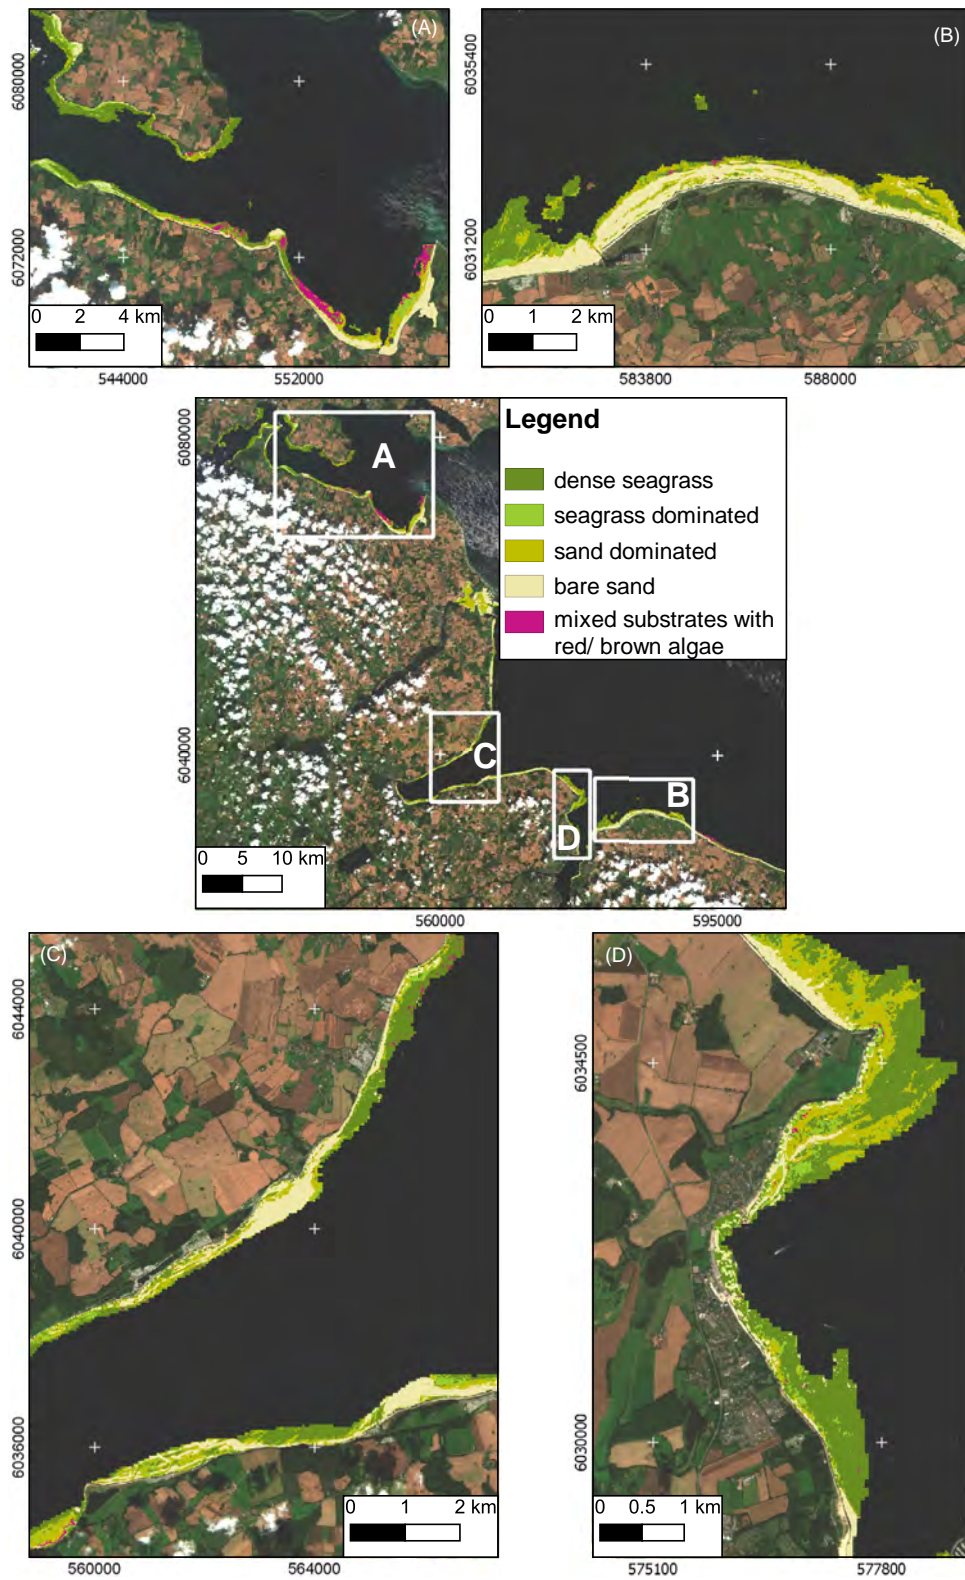 (A)
6080000
6072000
0 2 4 km
544000 552000
(B)
6035400
6031200
0 1 2 km
583800 588000
A
C
D
B
6080000
6040000
0 5 10 km
560000 595000
Legend
dense seagrass
seagrass dominated
sand dominated
bare sand
mixed substrates with
red/ brown algae
(C)
6044000
6040000
6036000
0 1 2 km
560000 564000
(D)
6034500
6030000
0 0.5 1 km
575100 577800